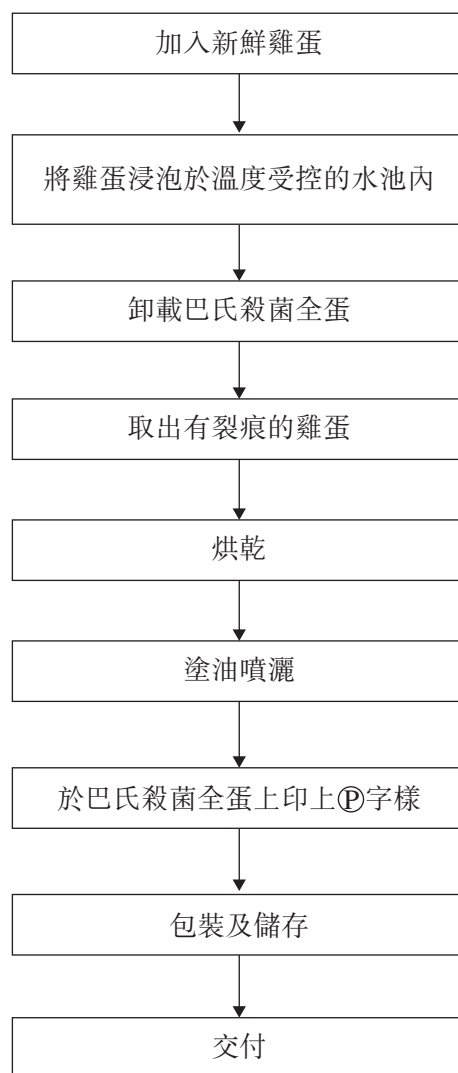 加入新鮮雞蛋
將雞蛋浸泡於溫度受控的水池內
卸載巴氏殺菌全蛋
取出有裂痕的雞蛋
烘乾
塗油噴灑
於巴氏殺菌全蛋上印上Ⓟ字樣
包裝及儲存
交付